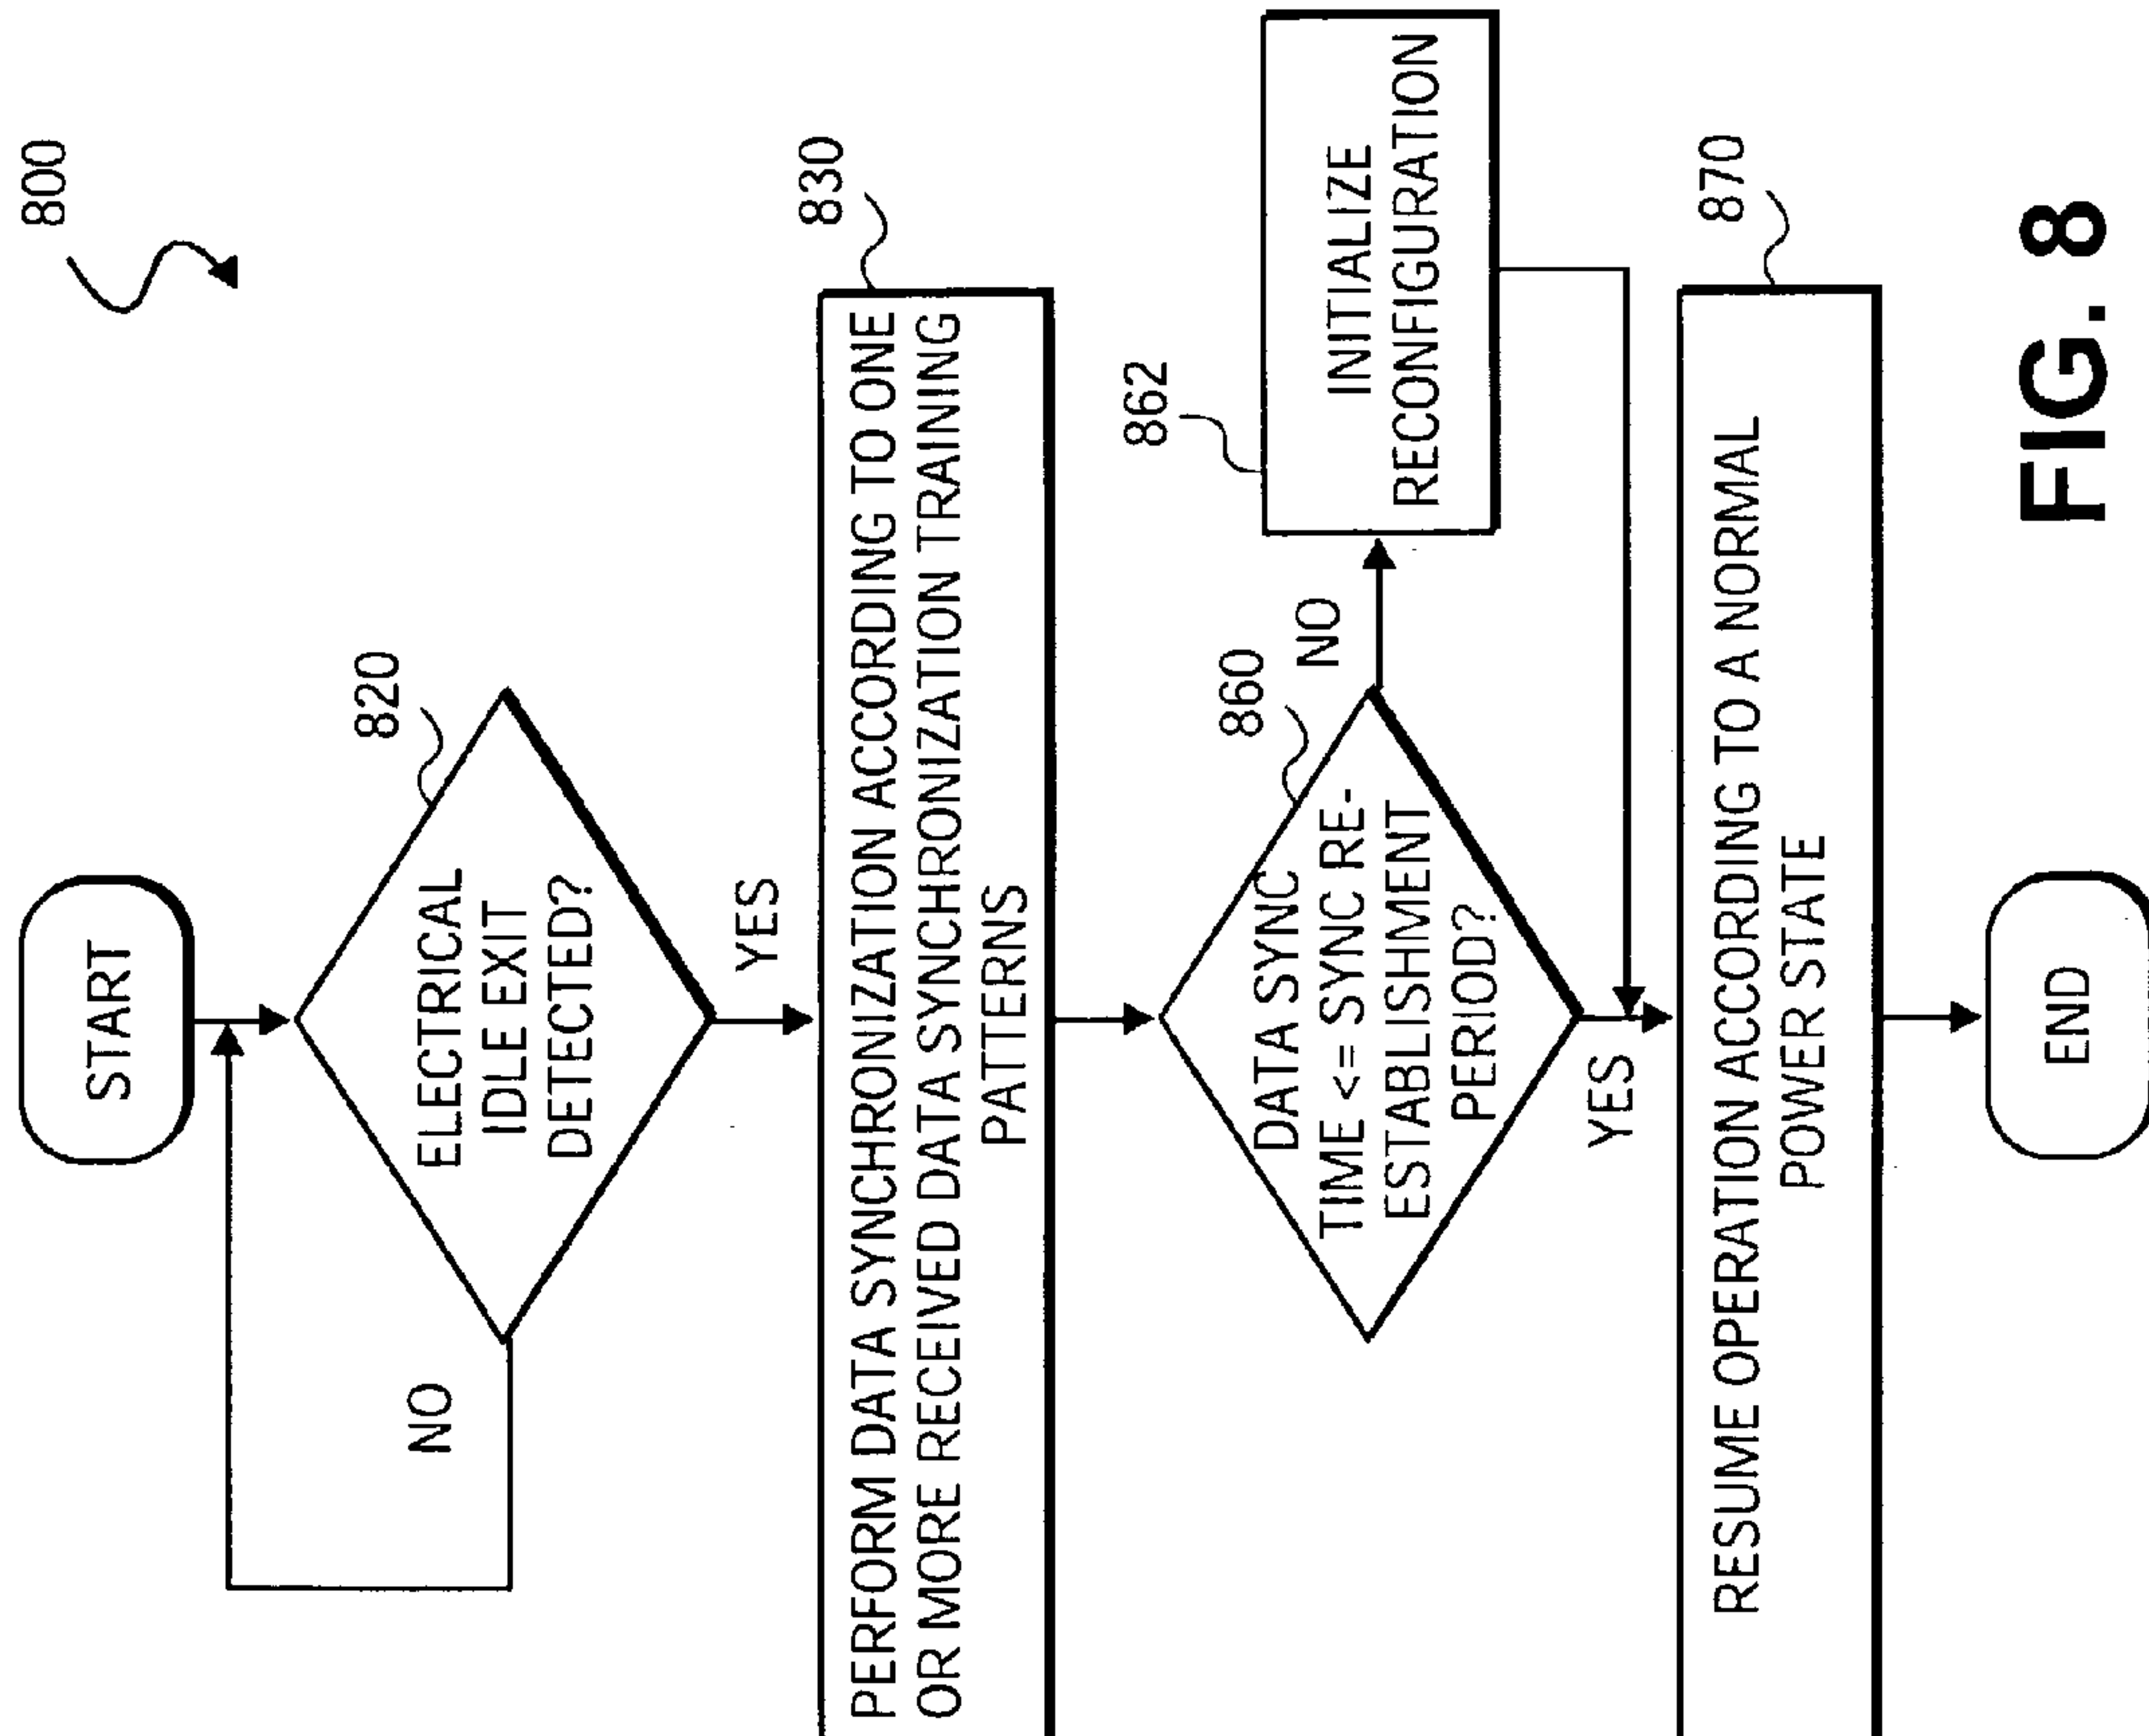 800
START
820
ELECTRICAL
IDLE EXIT
DETECTED?
NO
YES
830
PERFORM DATA SYNCHRONIZATION ACCORDING TO ONE
OR MORE RECEIVED DATA SYNCHRONIZATION TRAINING
PATTERNS
860
DATA SYNC
TIME <= SYNC RE-
ESTABLISHMENT
PERIOD?
NO
862
INITIALIZE
RECONFIGURATION
YES
870
RESUME OPERATION ACCORDING TO A NORMAL
POWER STATE
END
FIG. 8